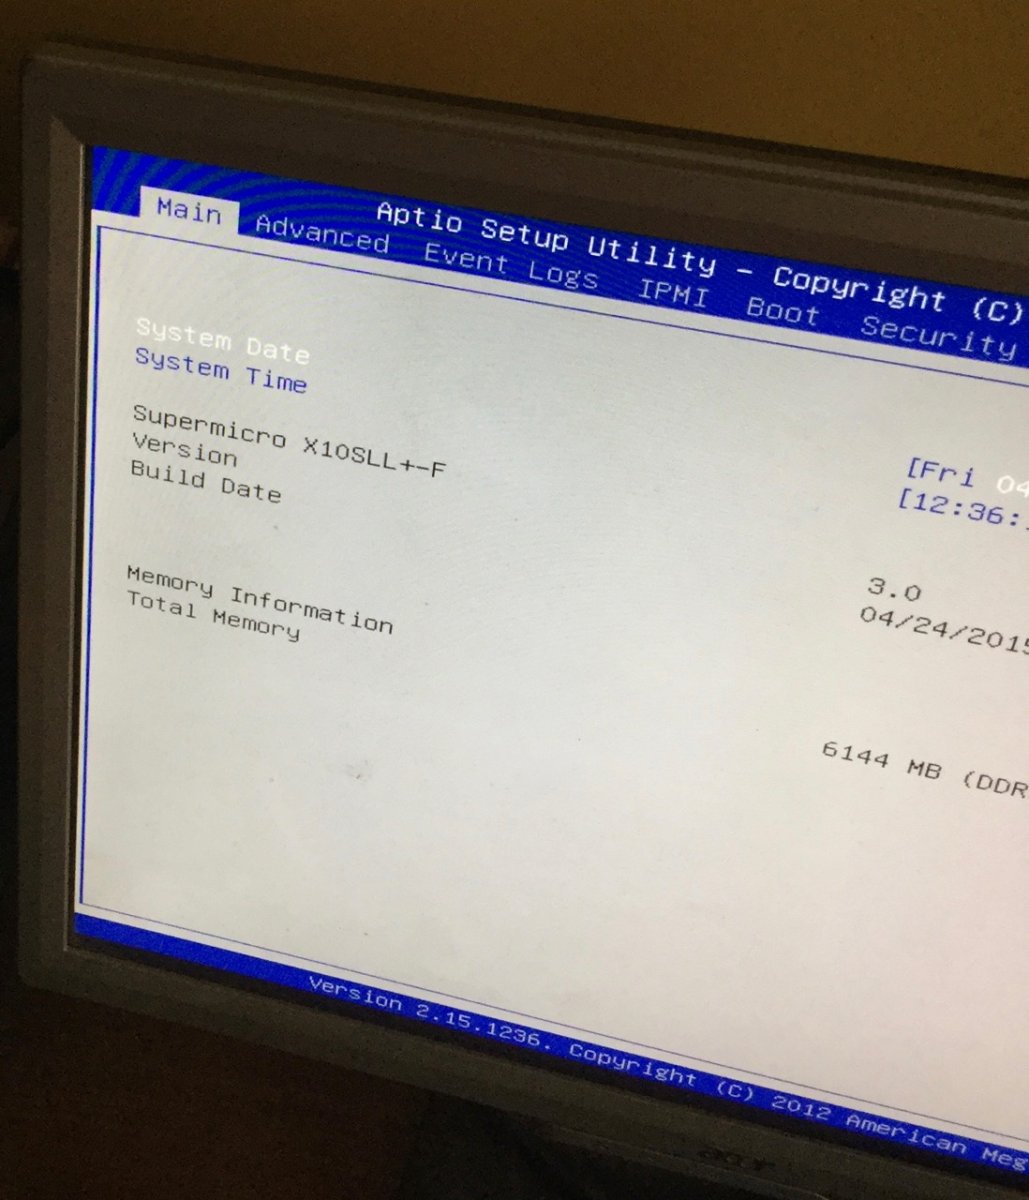 Aptio Setup Utility - Copyright (C)
Main Advanced Event Logs IPMI Boot Security
System Date [Fri 04
System Time [12:36:
Supermicro X10SLL+-F
Version 3.0
Build Date 04/24/2015
Memory Information
Total Memory 6144 MB (DDR
Version 2.15.1236. Copyright (C) 2012 American Meg